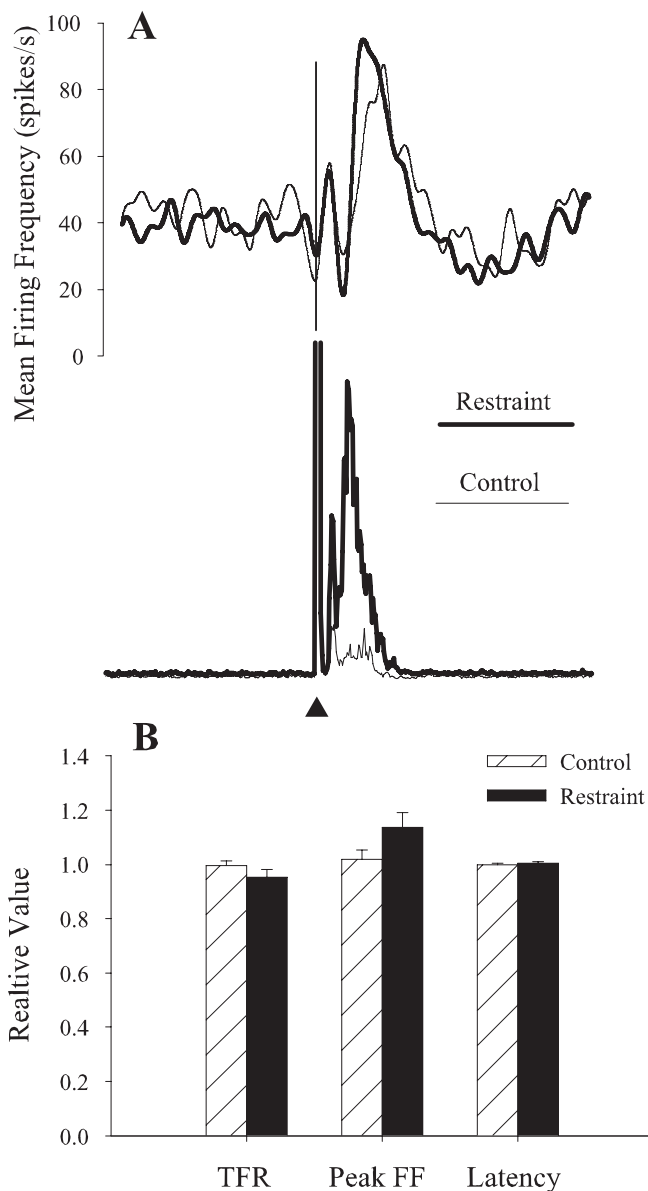 A
100
80
60
40
20
0
Mean Firing Frequency (spikes/s)
Restraint
Control
B
1.4
1.2
1.0
0.8
0.6
0.4
0.2
0.0
Realtive Value
Control
Restraint
TFR Peak FF Latency